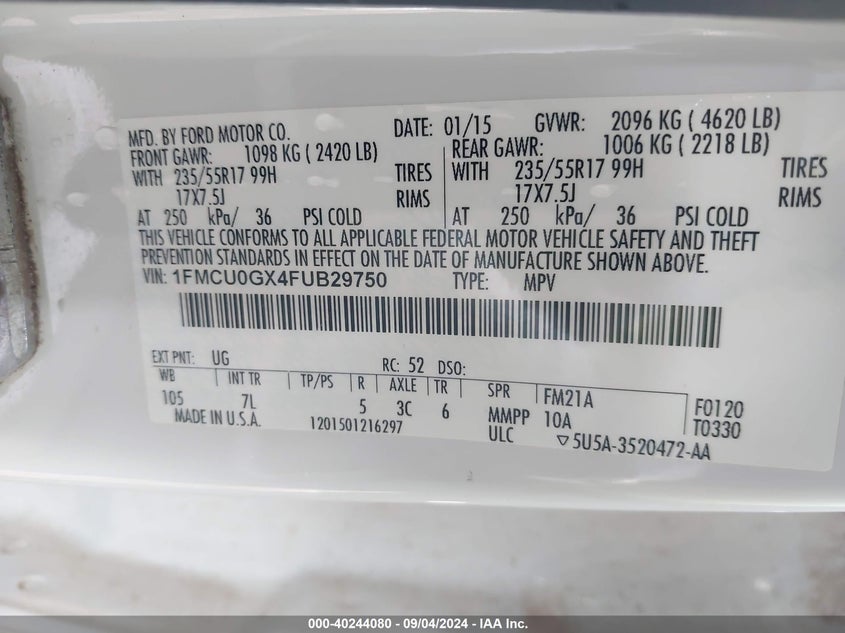 MFD. BY FORD MOTOR CO. DATE: 01/15 GVWR: 2096 KG ( 4620 LB)
FRONT GAWR: 1098 KG ( 2420 LB) REAR GAWR: 1006 KG ( 2218 LB)
WITH 235/55R17 99H TIRES WITH 235/55R17 99H TIRES
17X7.5J RIMS 17X7.5J RIMS
AT 250 kPa/ 36 PSI COLD AT 250 kPa/ 36 PSI COLD
THIS VEHICLE CONFORMS TO ALL APPLICABLE FEDERAL MOTOR VEHICLE SAFETY AND THEFT
PREVENTION STANDARDS IN EFFECT ON THE DATE OF MANUFACTURE SHOWN ABOVE.
VIN: 1FMCU0GX4FUB29750 TYPE: MPV
EXT PNT: UG RC: 52 DSO:
WB INT TR TP/PS R AXLE TR SPR FM21A F0120
105 7L 5 3C 6 MMPP 10A T0330
MADE IN U.S.A. 1201501216297 ULC ▽5U5A-3520472-AA
000-40244080 - 09/04/2024 - IAA Inc.